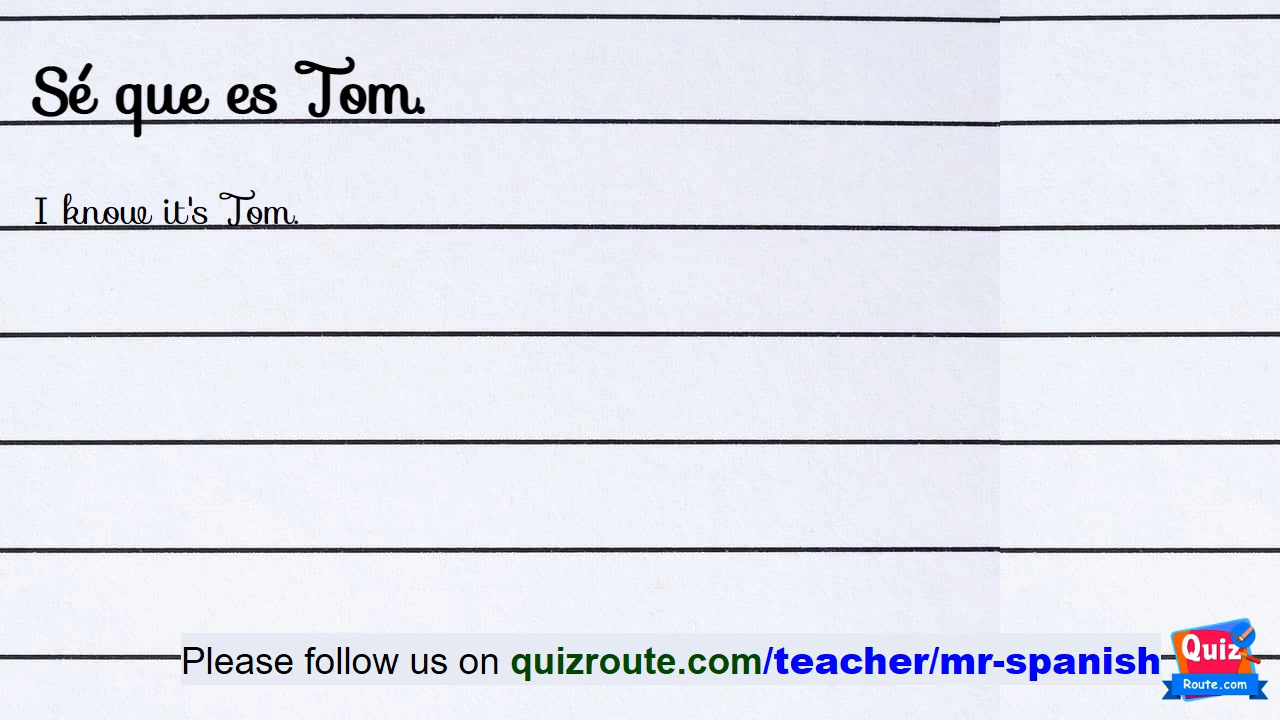 Sé que es Tom.
I know it's Tom.
Please follow us on quizroute.com/teacher/mr-spanish
Quiz
Route.com